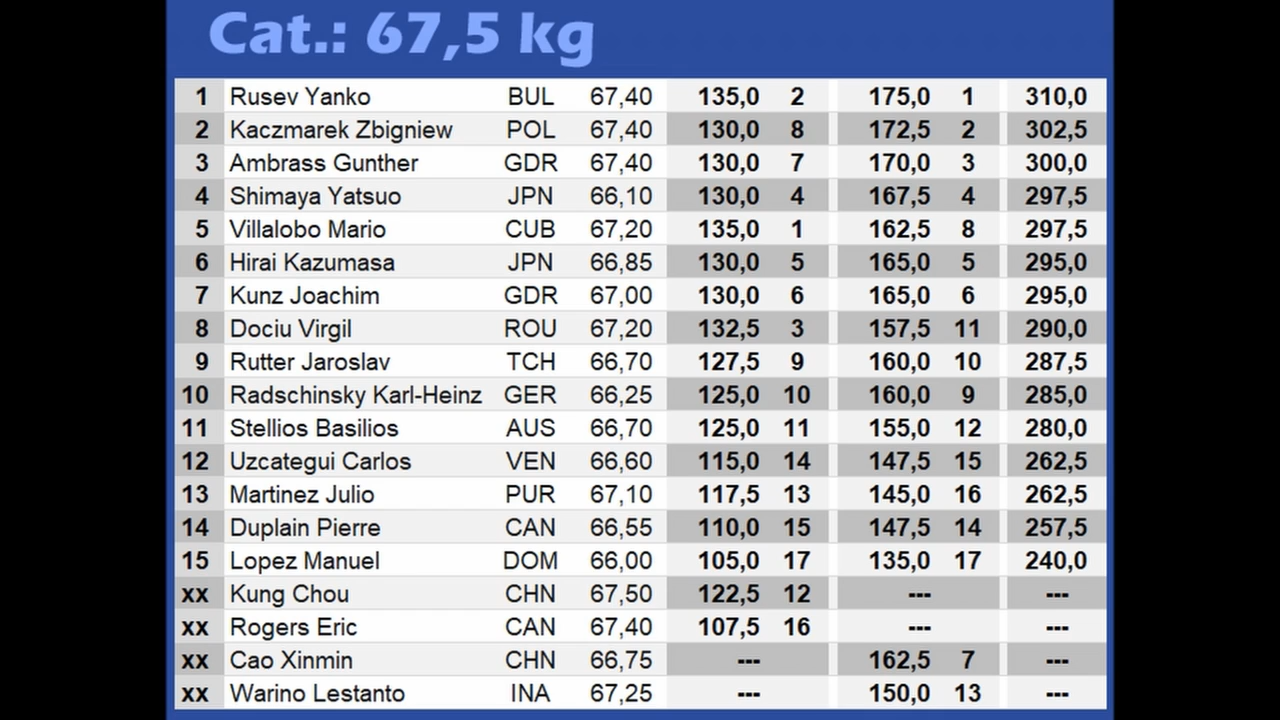 Cat.: 67,5 kg
1 Rusev Yanko BUL 67,40 135,0 2 175,0 1 310,0
2 Kaczmarek Zbigniew POL 67,40 130,0 8 172,5 2 302,5
3 Ambrass Gunther GDR 67,40 130,0 7 170,0 3 300,0
4 Shimaya Yatsuo JPN 66,10 130,0 4 167,5 4 297,5
5 Villalobo Mario CUB 67,20 135,0 1 162,5 8 297,5
6 Hirai Kazumasa JPN 66,85 130,0 5 165,0 5 295,0
7 Kunz Joachim GDR 67,00 130,0 6 165,0 6 295,0
8 Dociu Virgil ROU 67,20 132,5 3 157,5 11 290,0
9 Rutter Jaroslav TCH 66,70 127,5 9 160,0 10 287,5
10 Radschinsky Karl-Heinz GER 66,25 125,0 10 160,0 9 285,0
11 Stellios Basilios AUS 66,70 125,0 11 155,0 12 280,0
12 Uzcategui Carlos VEN 66,60 115,0 14 147,5 15 262,5
13 Martinez Julio PUR 67,10 117,5 13 145,0 16 262,5
14 Duplain Pierre CAN 66,55 110,0 15 147,5 14 257,5
15 Lopez Manuel DOM 66,00 105,0 17 135,0 17 240,0
xx Kung Chou CHN 67,50 122,5 12 --- ---
xx Rogers Eric CAN 67,40 107,5 16 --- ---
xx Cao Xinmin CHN 66,75 --- 162,5 7 ---
xx Warino Lestanto INA 67,25 --- 150,0 13 ---